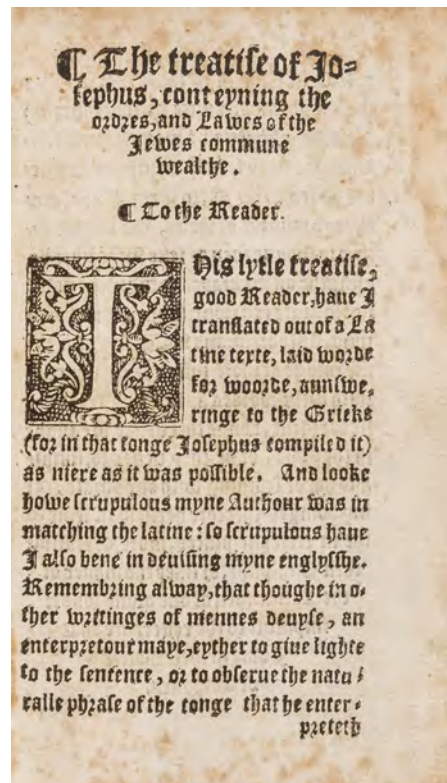 ¶ The treatiſe of Jo=
ſephus, conteyning the
ordres, and Lawes of the
Jewes commune
wealthe.
¶ To the Reader.
THis lytle treatiſe,
good Reader, haue I
tranſlated out of a La
tine texte, laid worde
for woorde, aunſwe,
ringe to the Grieke
(for in that tonge Joſephus compiled it)
as niere as it was poſſible. And looke
howe ſcrupulous myne Authour was in
matching the latine: ſo ſcrupulous haue
I alſo bene in deuiſing myne englyſſhe.
Remembring alway, that thoughe in o-
ther writinges of mennes deuyſe, an
enterpretour maye, eyther to giue lighte
to the ſentence, or to obſerue the natu-
ralle phraſe of the tonge that he enter-
preteth